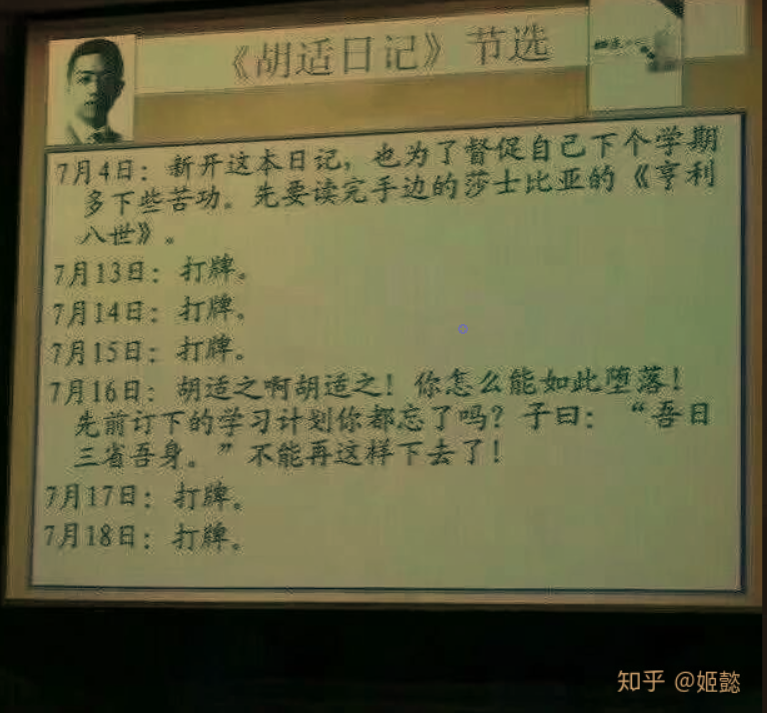 《胡适日记》节选
7月4日：新开这本日记，也为了督促自己下个学期
多下些苦功。先要读完手边的莎士比亚的《亨利
八世》。
7月13日：打牌。
7月14日：打牌。
7月15日：打牌。
7月16日：胡适之啊胡适之！你怎么能如此堕落！
先前订下的学习计划你都忘了吗？子曰：“吾日
三省吾身。”不能再这样下去了！
7月17日：打牌。
7月18日：打牌。
知乎 @姬懿